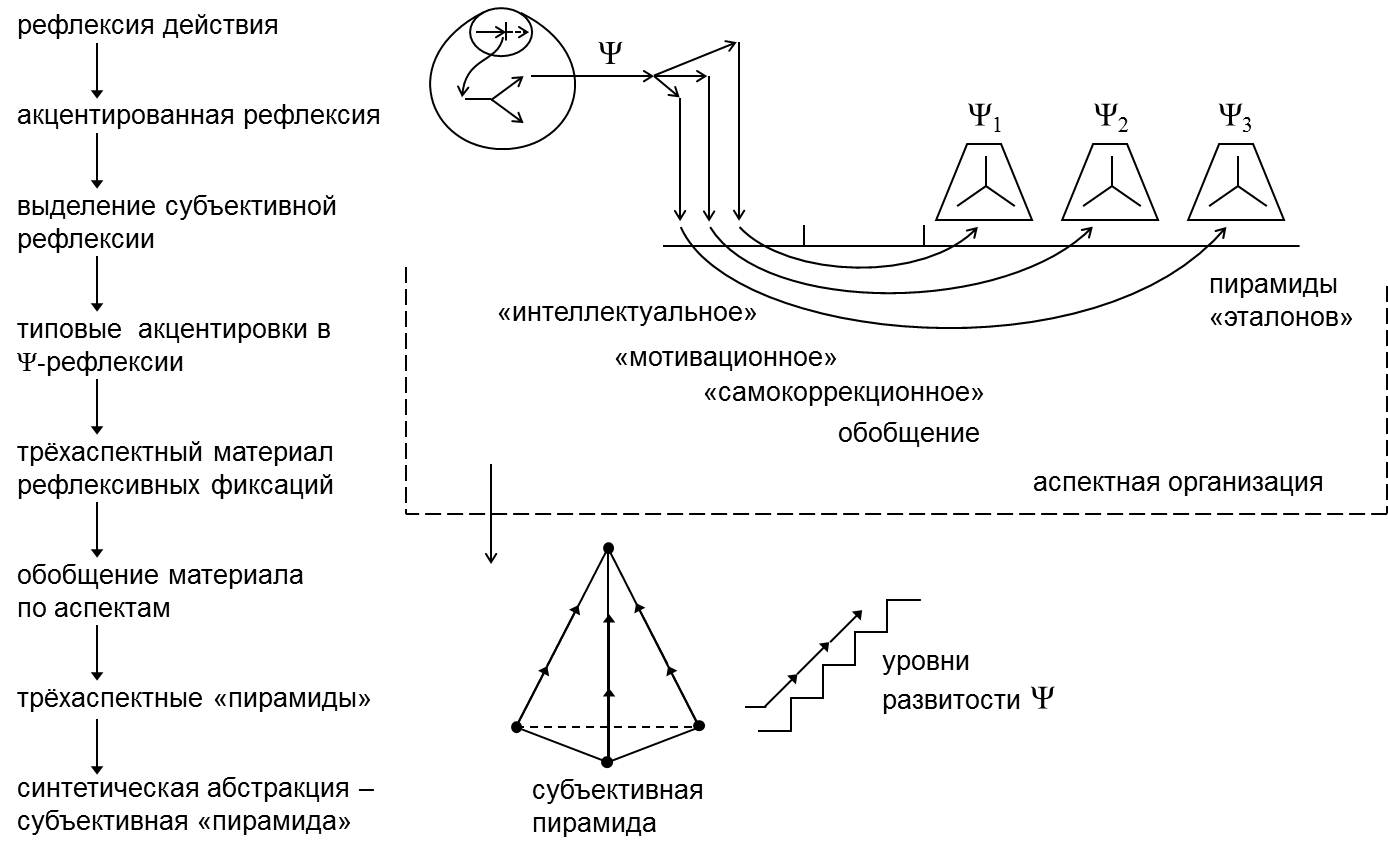 рефлексия действия
акцентированная рефлексия
выделение субъективной
рефлексии
типовые акцентировки в
Ψ-рефлексии
трёхаспектный материал
рефлексивных фиксаций
обобщение материала
по аспектам
трёхаспектные «пирамиды»
синтетическая абстракция –
субъективная «пирамида»
Ψ
Ψ1
Ψ2
Ψ3
пирамиды
«эталонов»
«интеллектуальное»
«мотивационное»
«самокоррекционное»
обобщение
аспектная организация
субъективная
пирамида
уровни
развитости Ψ